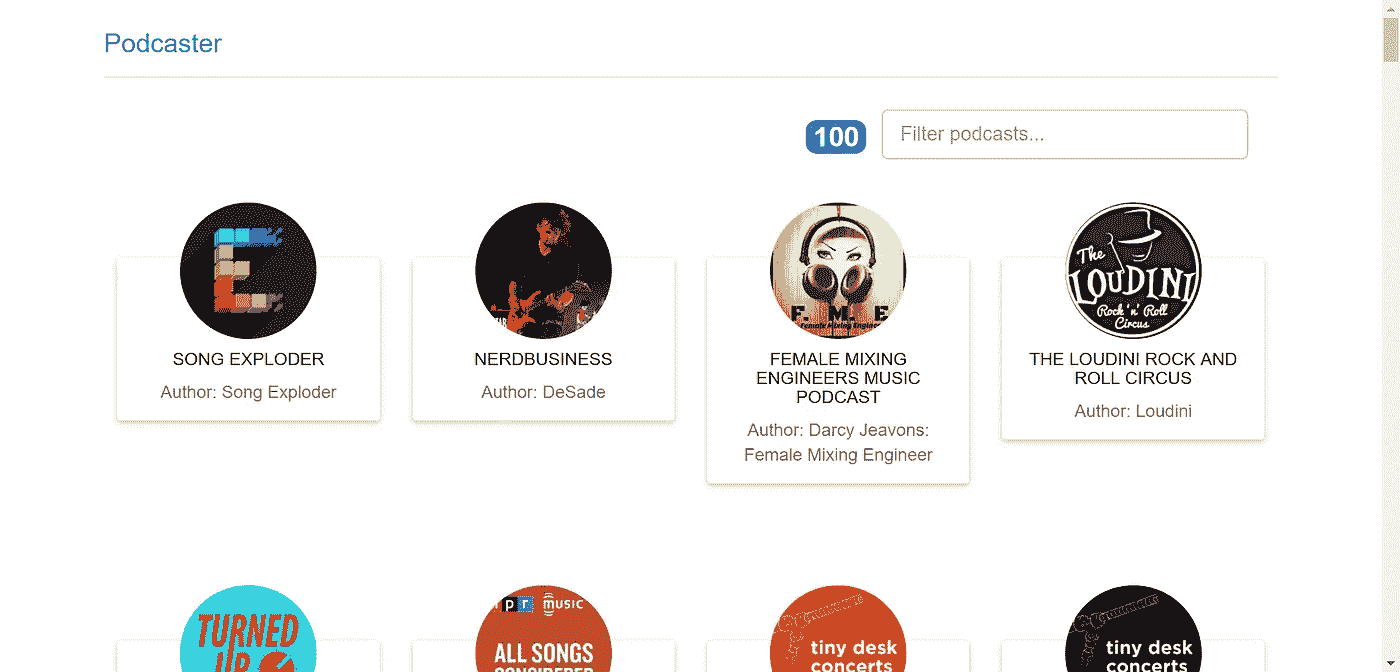 Podcaster
100
Filter podcasts...
E
F. M. E
Female Mixing Engineer
The
LOUDINI
Rock 'n' Roll
Circus
SONG EXPLODER
Author: Song Exploder
NERDBUSINESS
Author: DeSade
FEMALE MIXING
ENGINEERS MUSIC
PODCAST
Author: Darcy Jeavons:
Female Mixing Engineer
THE LOUDINI ROCK AND
ROLL CIRCUS
Author: Loudini
TURNED
UP
npr music
ALL SONGS
CONSIDERED
tiny desk
concerts
tiny desk
concerts